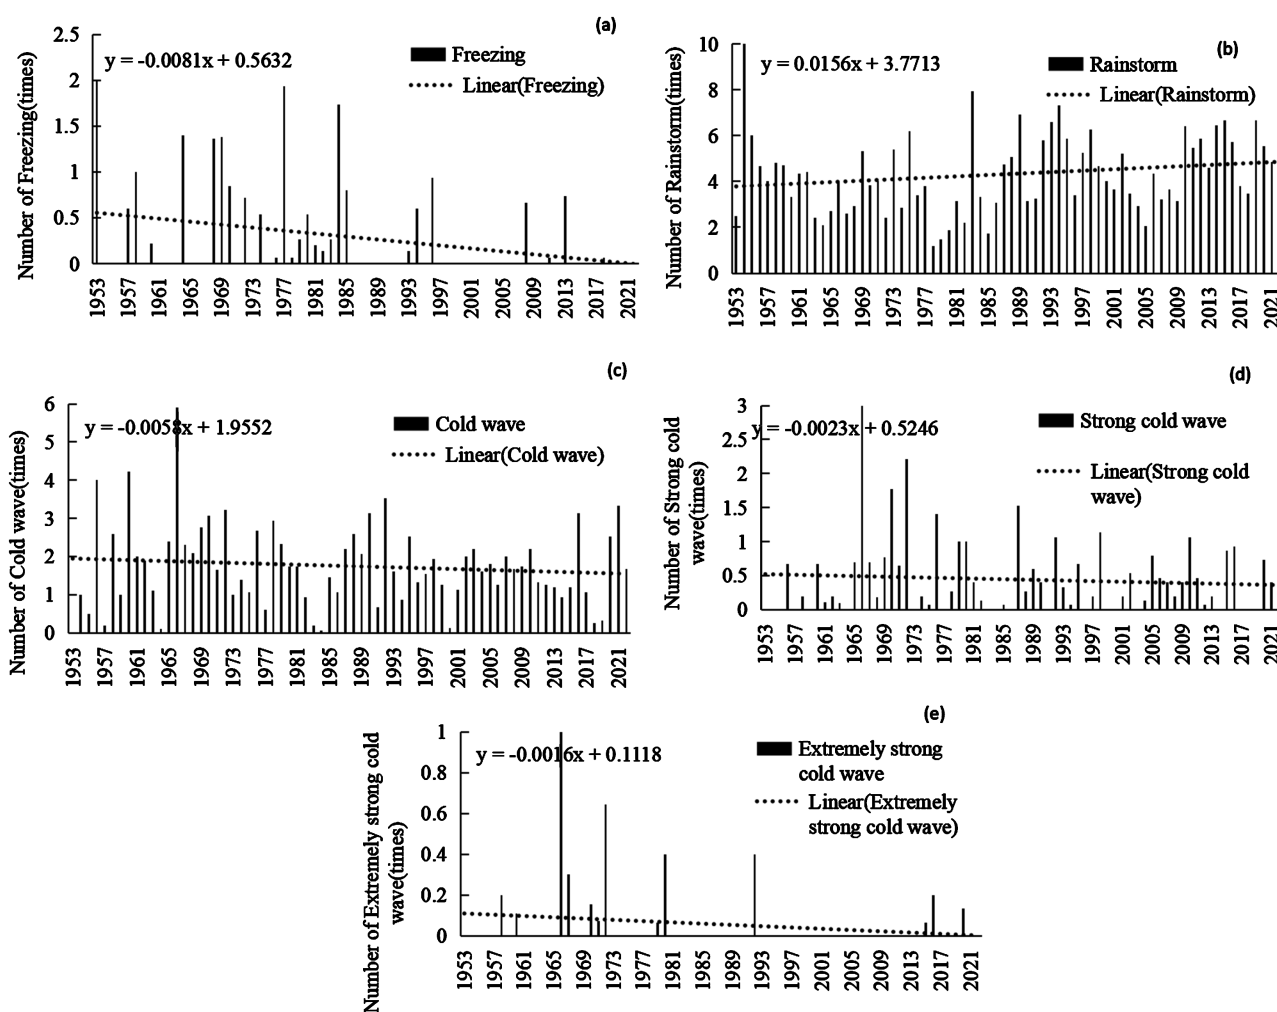 (a)
2.5
2
1.5
1
0.5
0
Number of Freezing(times)
y = -0.0081x + 0.5632
Freezing
Linear(Freezing)
1953 1957 1961 1965 1969 1973 1977 1981 1985 1989 1993 1997 2001 2005 2009 2013 2017 2021
(b)
10
8
6
4
2
0
Number of Rainstorm(times)
y = 0.0156x + 3.7713
Rainstorm
Linear(Rainstorm)
1953 1957 1961 1965 1969 1973 1977 1981 1985 1989 1993 1997 2001 2005 2009 2013 2017 2021
(c)
6
5
4
3
2
1
0
Number of Cold wave(times)
y = -0.0058x + 1.9552
Cold wave
Linear(Cold wave)
1953 1957 1961 1965 1969 1973 1977 1981 1985 1989 1993 1997 2001 2005 2009 2013 2017 2021
(d)
3
2.5
2
1.5
1
0.5
0
Number of Strong cold
wave(times)
y = -0.0023x + 0.5246
Strong cold wave
Linear(Strong cold
wave)
1953 1957 1961 1965 1969 1973 1977 1981 1985 1989 1993 1997 2001 2005 2009 2013 2017 2021
(e)
1
0.8
0.6
0.4
0.2
0
Number of Extremely strong cold
wave(times)
y = -0.0016x + 0.1118
Extremely strong
cold wave
Linear(Extremely
strong cold wave)
1953 1957 1961 1965 1969 1973 1977 1981 1985 1989 1993 1997 2001 2005 2009 2013 2017 2021